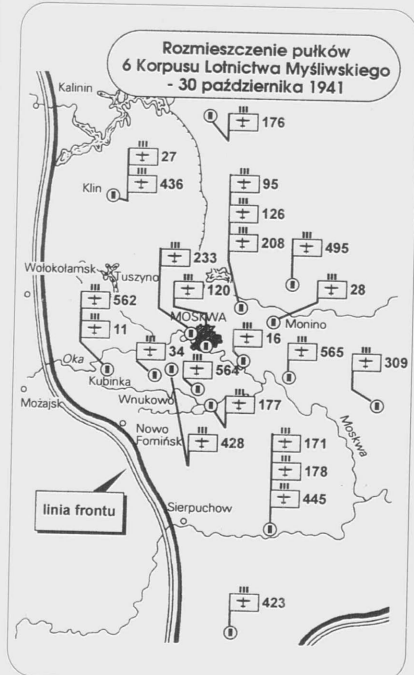 Rozmieszczenie pułków
6 Korpusu Lotnictwa Myśliwskiego
- 30 października 1941
Kalinin
176
27
436
Klin
95
126
208
495
233
120
28
Wołokołamsk
Tuszyno
562
11
MOSKWA
Monino
16
34
564
565
309
Oka
Kubinka
Możajsk
Wnukowo
177
Nowo
Fomińsk
428
Moskwa
171
178
445
linia frontu
Sierpuchow
423